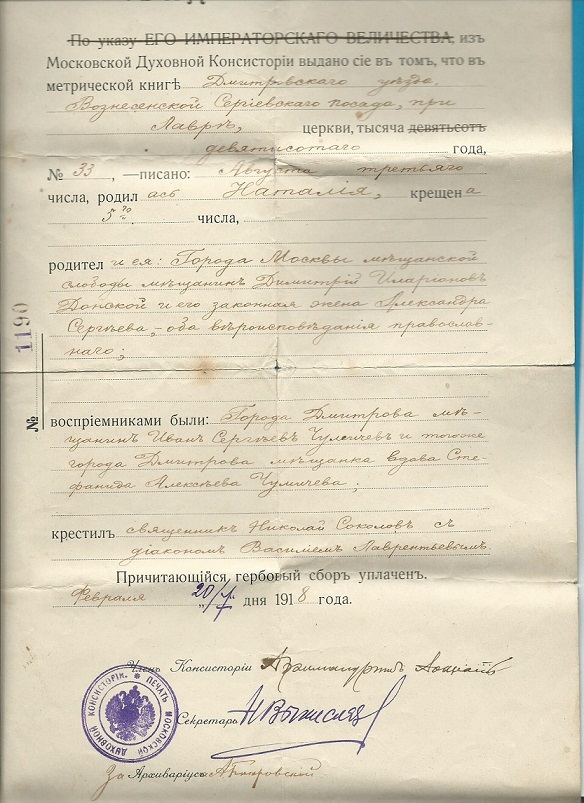 По указу ЕГО ИМПЕРАТОРСКАГО ВЕЛИЧЕСТВА, изъ
Московской Духовной Консисторіи выдано сіе въ томъ, что въ
метрической книгѣ Дмитровскаго уѣзда,
Вознесенской Сергіевскаго посада, при
Лаврѣ, церкви, тысяча девятьсотъ
девятисотаго года,
№ 33, —писано: Августа третьяго
числа, родилась Наталія, крещена
5го числа,
родители ея: Города Москвы мѣщанской
слободы мѣщанинъ Димитрій Иларіоновъ
Донской и его законная жена Александра
Сергѣева,-оба вѣроисповѣданія православ-
наго;
воспріемниками были: Города Дмитрова мѣ-
щанинъ Иванъ Сергѣевъ Чумичевъ и тогоже
города Дмитрова мѣщанка вдова Сте-
фанида Алексѣева Чумичева;
крестилъ священникъ Николай Соколовъ съ
діакономъ Василіемъ Лаврентьевымъ.
Причитающійся гербовый сборъ уплаченъ.
Февраля „20/7" дня 1918 года.
№ 1190
Членъ Консисторіи Архимандритъ
Секретарь
За Архиваріуса
ПЕЧАТЬ МОСКОВСКОЙ ДУХОВНОЙ КОНСИСТОРІИ.